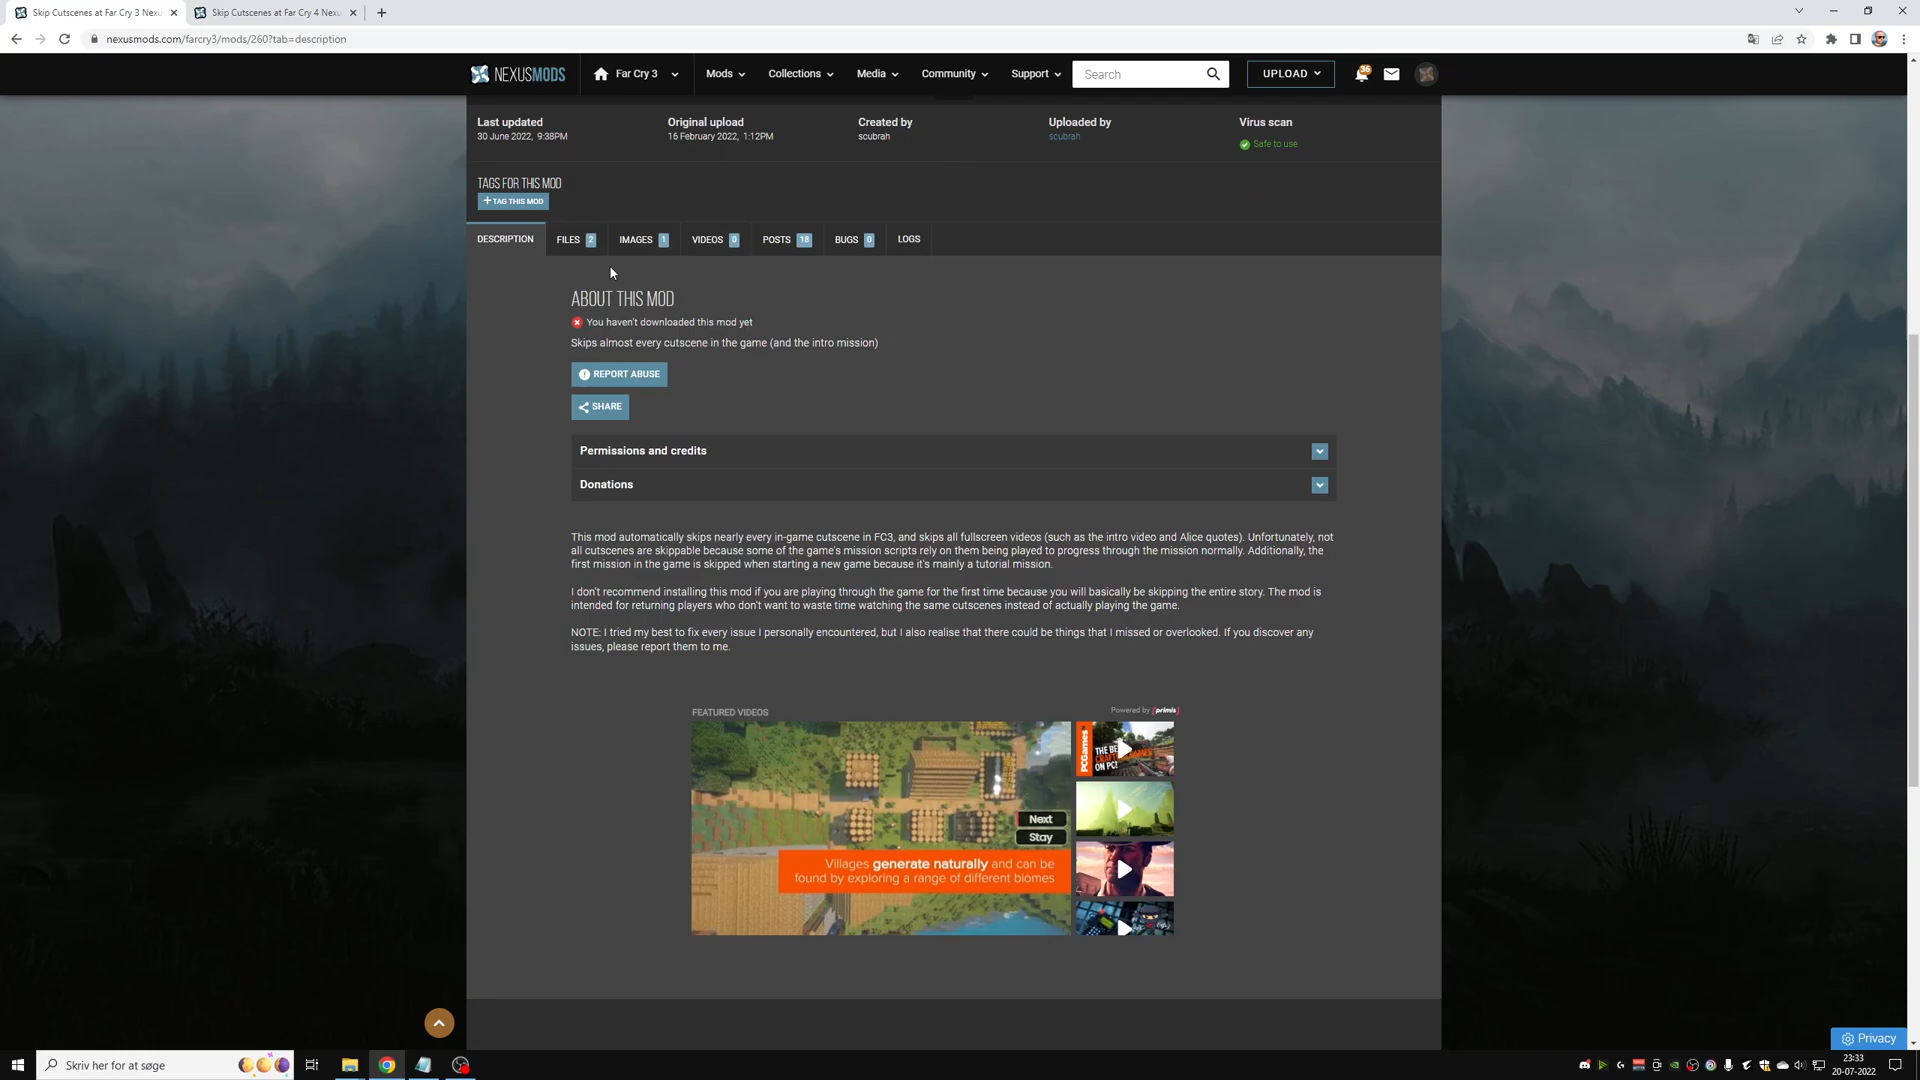 Skip Cutscenes at Far Cry 3 Nexu
Skip Cutscenes at Far Cry 4 Nexu
nexusmods.com/farcry3/mods/260?tab=description
NEXUSMODS
Far Cry 3
Mods
Collections
Media
Community
Support
Search
UPLOAD
36
Last updated
30 June 2022, 9:38PM
Original upload
16 February 2022, 1:12PM
Created by
scubrah
Uploaded by
scubrah
Virus scan
Safe to use
TAGS FOR THIS MOD
+ TAG THIS MOD
DESCRIPTION
FILES 2
IMAGES 1
VIDEOS 0
POSTS 18
BUGS 0
LOGS
ABOUT THIS MOD
You haven't downloaded this mod yet
Skips almost every cutscene in the game (and the intro mission)
REPORT ABUSE
SHARE
Permissions and credits
Donations
This mod automatically skips nearly every in-game cutscene in FC3, and skips all fullscreen videos (such as the intro video and Alice quotes). Unfortunately, not
all cutscenes are skippable because some of the game's mission scripts rely on them being played to progress through the mission normally. Additionally, the
first mission in the game is skipped when starting a new game because it's mainly a tutorial mission.
I don't recommend installing this mod if you are playing through the game for the first time because you will basically be skipping the entire story. The mod is
intended for returning players who don't want to waste time watching the same cutscenes instead of actually playing the game.
NOTE: I tried my best to fix every issue I personally encountered, but I also realise that there could be things that I missed or overlooked. If you discover any
issues, please report them to me.
FEATURED VIDEOS
Powered by [primis]
Next
Stay
Villages generate naturally and can be
found by exploring a range of different biomes
PCGames
THE BE
CRAFT
ON PC!
Privacy
Skriv her for at søge
23:33
20-07-2022